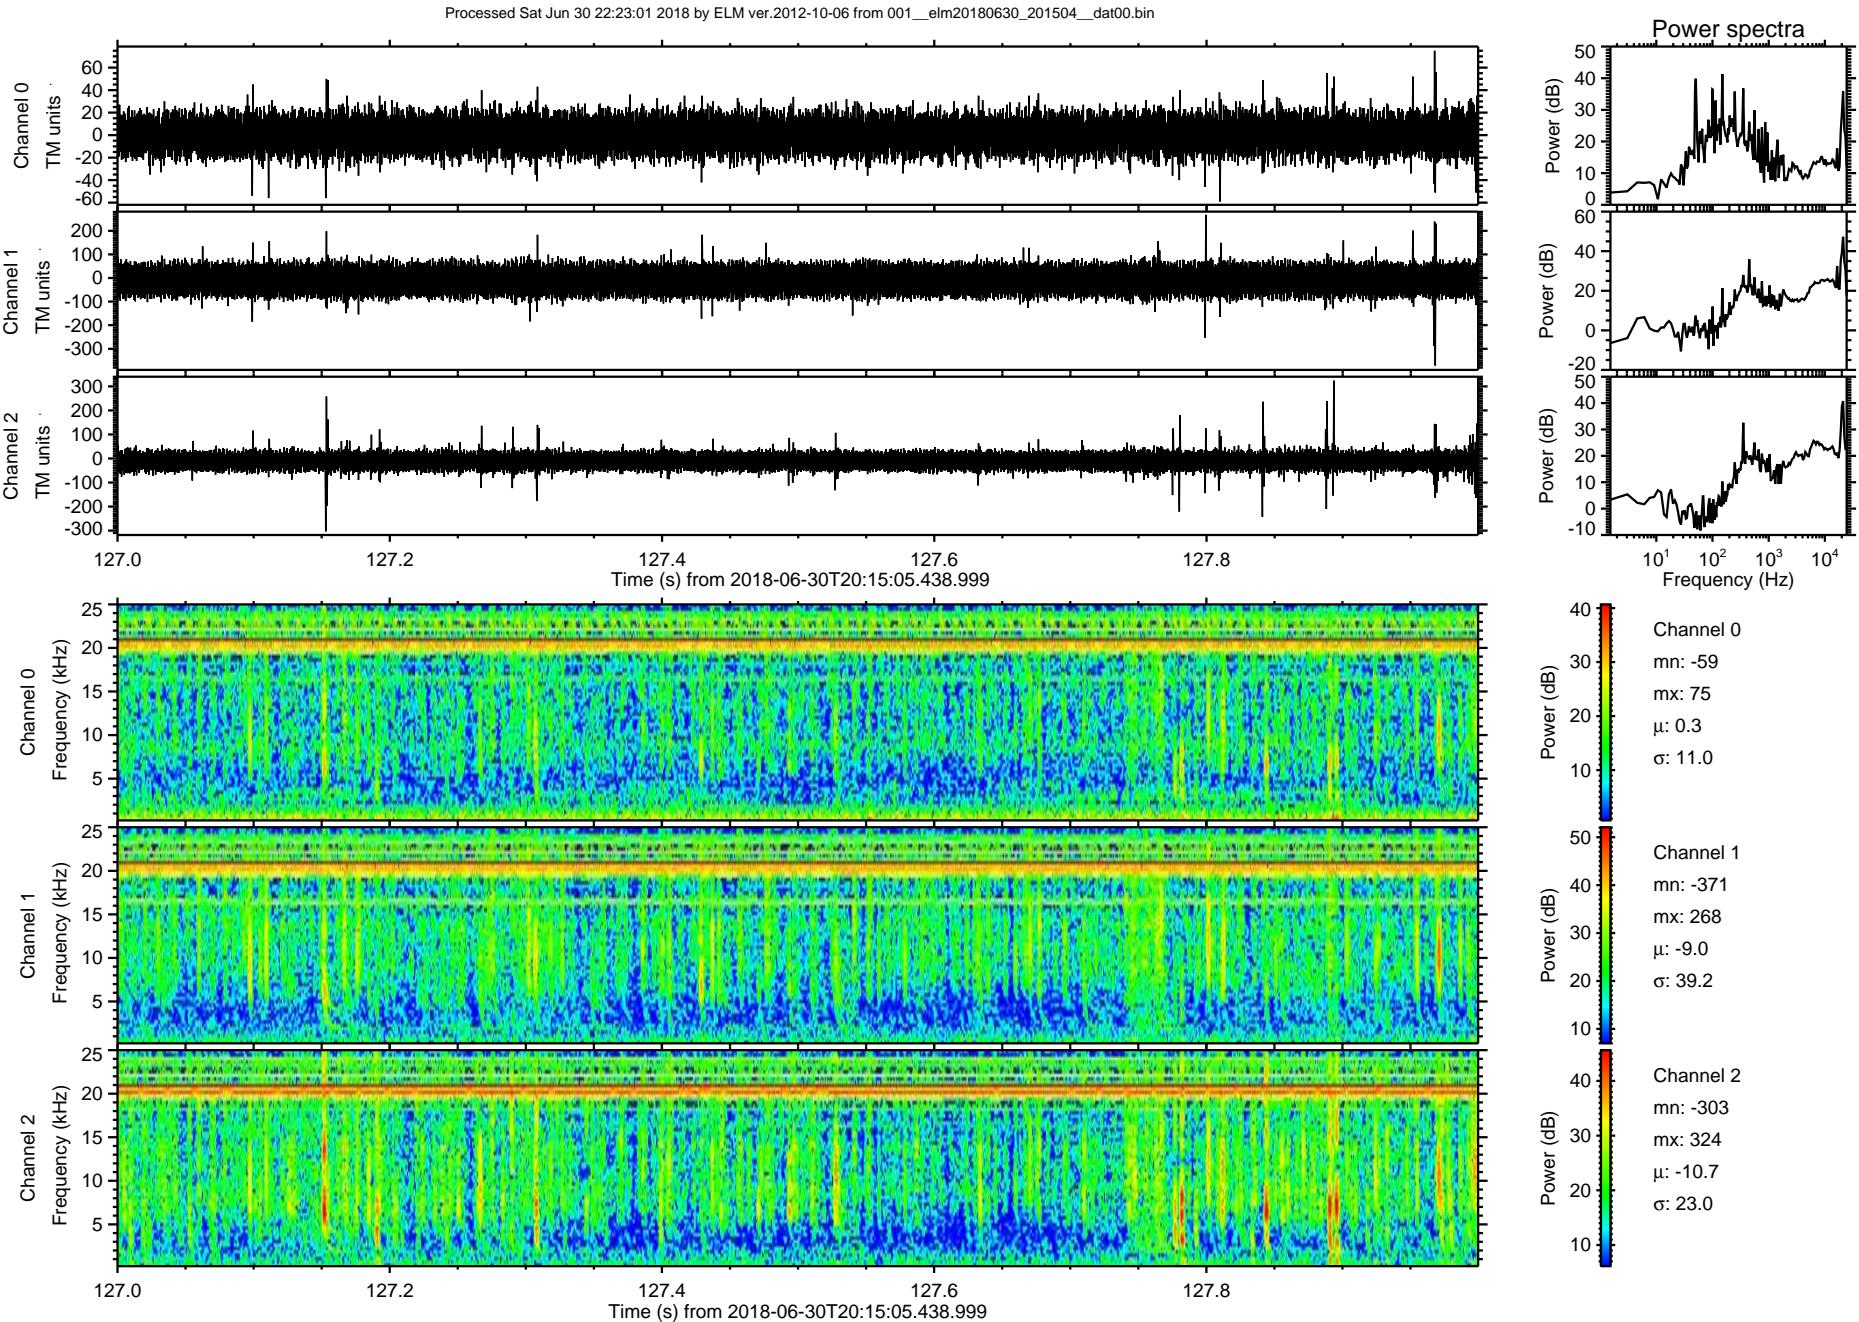 Processed Sat Jun 30 22:23:01 2018 by ELM ver.2012-10-06 from 001__elm20180630_201504__dat00.bin
Power spectra
Channel 0
TM units
60
40
20
0
-20
-40
-60
Power (dB)
50
40
30
20
10
0
Channel 1
TM units
200
100
0
-100
-200
-300
Power (dB)
60
40
20
0
-20
Channel 2
TM units
300
200
100
0
-100
-200
-300
Power (dB)
50
40
30
20
10
0
-10
127.0
127.2
127.4
127.6
127.8
Time (s) from 2018-06-30T20:15:05.438.999
10^1
10^2
10^3
10^4
Frequency (Hz)
Channel 0
Frequency (kHz)
25
20
15
10
5
Power (dB)
40
30
20
10
Channel 0
mn: -59
mx: 75
μ: 0.3
σ: 11.0
Channel 1
Frequency (kHz)
25
20
15
10
5
Power (dB)
50
40
30
20
10
Channel 1
mn: -371
mx: 268
μ: -9.0
σ: 39.2
Channel 2
Frequency (kHz)
25
20
15
10
5
Power (dB)
40
30
20
10
Channel 2
mn: -303
mx: 324
μ: -10.7
σ: 23.0
127.0
127.2
127.4
127.6
127.8
Time (s) from 2018-06-30T20:15:05.438.999